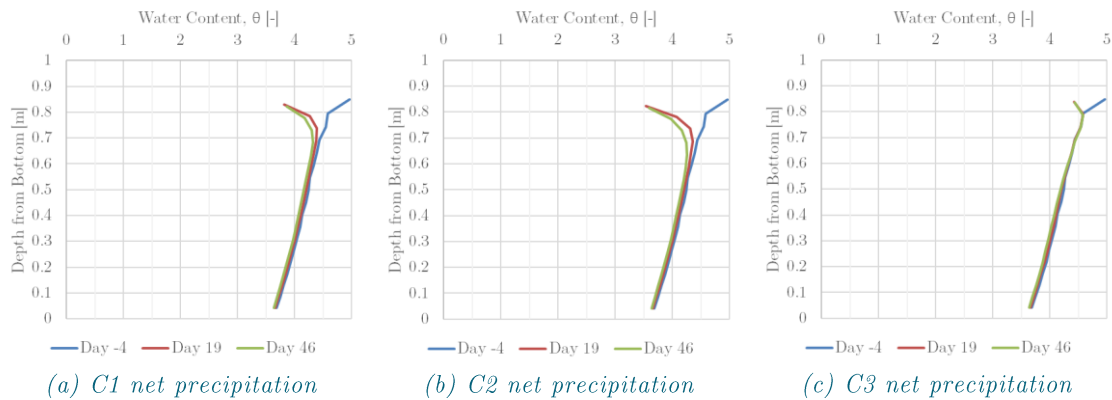 Water Content, θ [-]
0 1 2 3 4 5
1
0.9
0.8
0.7
0.6
0.5
0.4
0.3
0.2
0.1
0
Depth from Bottom [m]
Day -4 Day 19 Day 46
(a) C1 net precipitation
Water Content, θ [-]
0 1 2 3 4 5
1
0.9
0.8
0.7
0.6
0.5
0.4
0.3
0.2
0.1
0
Depth from Bottom [m]
Day -4 Day 19 Day 46
(b) C2 net precipitation
Water Content, θ [-]
0 1 2 3 4 5
1
0.9
0.8
0.7
0.6
0.5
0.4
0.3
0.2
0.1
0
Depth from Bottom [m]
Day -4 Day 19 Day 46
(c) C3 net precipitation